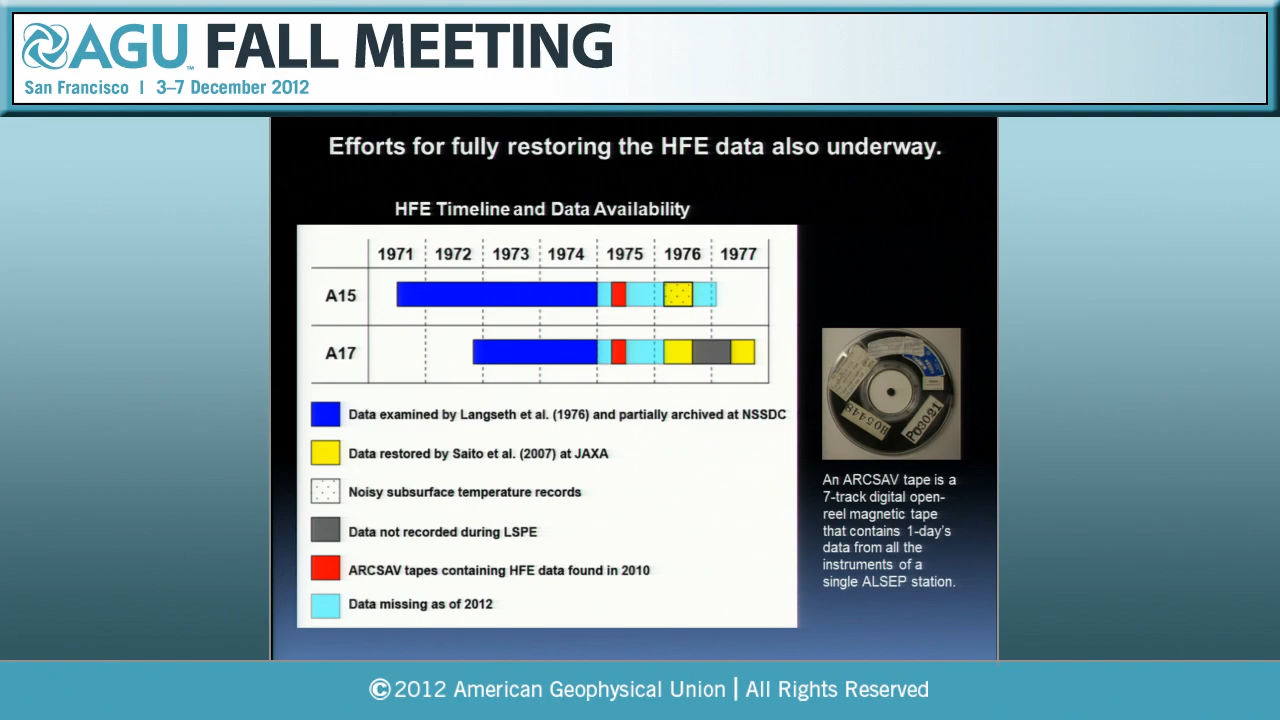 AGU™ FALL MEETING
San Francisco | 3–7 December 2012
Efforts for fully restoring the HFE data also underway.
HFE Timeline and Data Availability
1971 1972 1973 1974 1975 1976 1977
A15
A17
Data examined by Langseth et al. (1976) and partially archived at NSSDC
Data restored by Saito et al. (2007) at JAXA
Noisy subsurface temperature records
Data not recorded during LSPE
ARCSAV tapes containing HFE data found in 2010
Data missing as of 2012
P03021
An ARCSAV tape is a
7-track digital open-
reel magnetic tape
that contains 1-day's
data from all the
instruments of a
single ALSEP station.
©2012 American Geophysical Union | All Rights Reserved